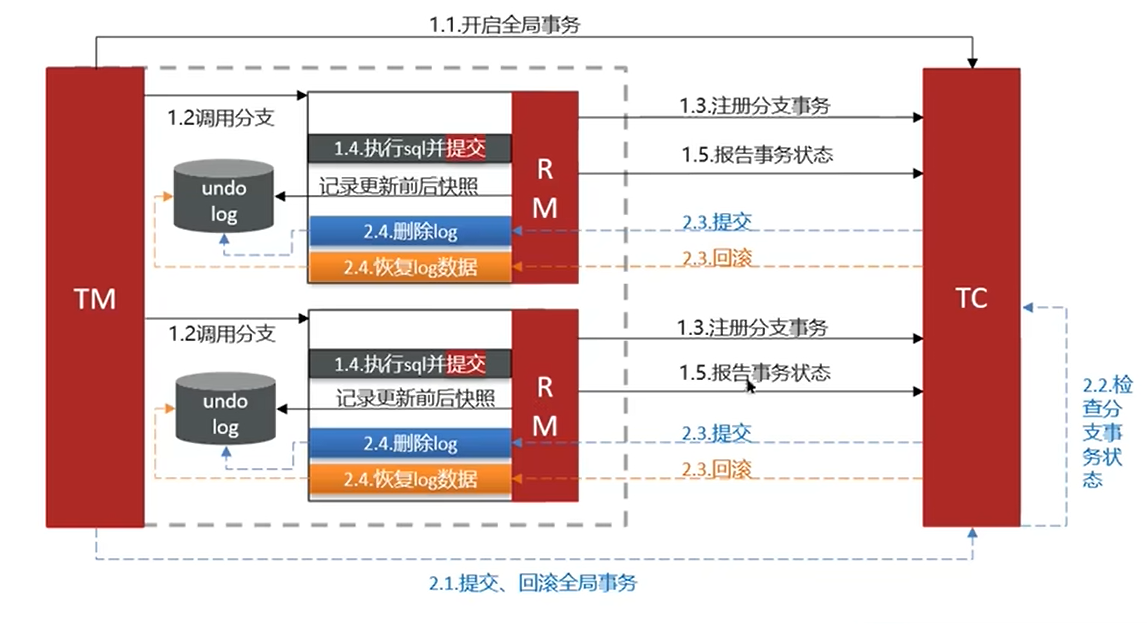 1.1.开启全局事务
TM
1.2调用分支
undo
log
1.4.执行sql并提交
记录更新前后快照
2.4.删除log
2.4.恢复log数据
R
M
1.3.注册分支事务
1.5.报告事务状态
2.3.提交
2.3.回滚
1.2调用分支
undo
log
1.4.执行sql并提交
记录更新前后快照
2.4.删除log
2.4.恢复log数据
R
M
1.3.注册分支事务
1.5.报告事务状态
2.3.提交
2.3.回滚
TC
2.2.检
查分
支事
务状
态
2.1.提交、回滚全局事务